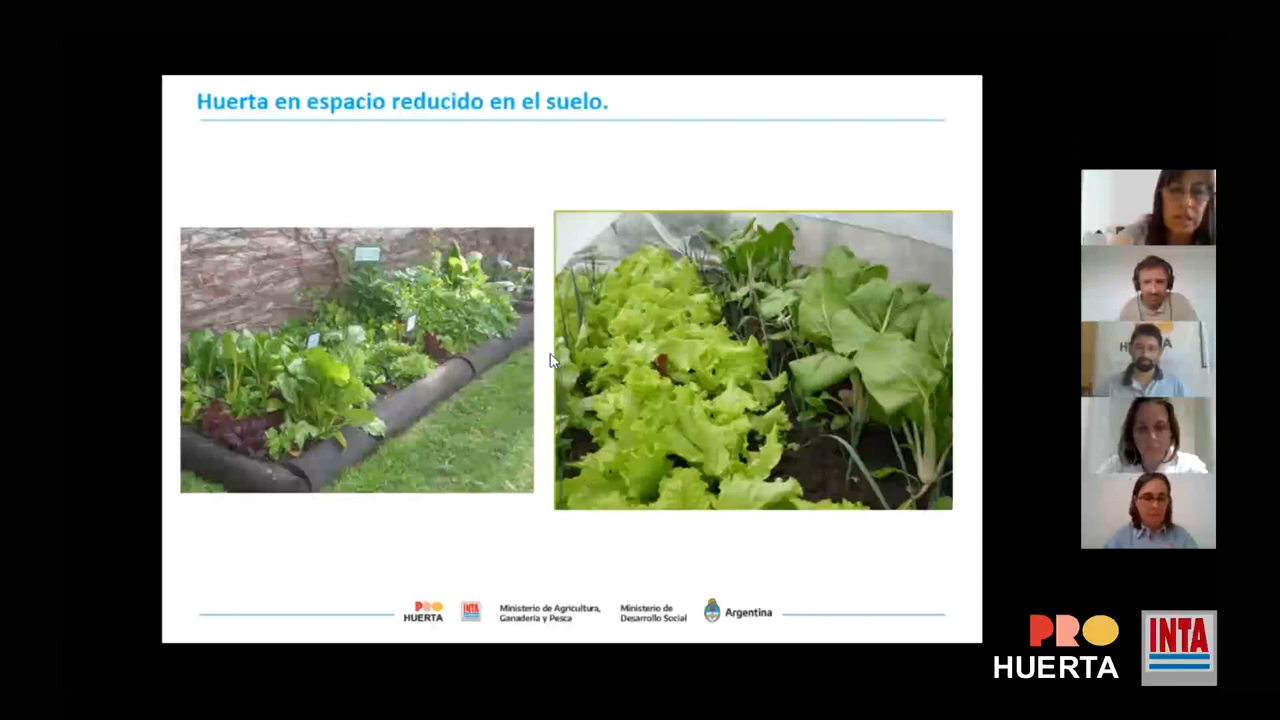 Huerta en espacio reducido en el suelo.
PRO
HUERTA
INTA
Ministerio de Agricultura,
Ganadería y Pesca
Ministerio de
Desarrollo Social
Argentina
HUERTA
PRO
HUERTA
INTA